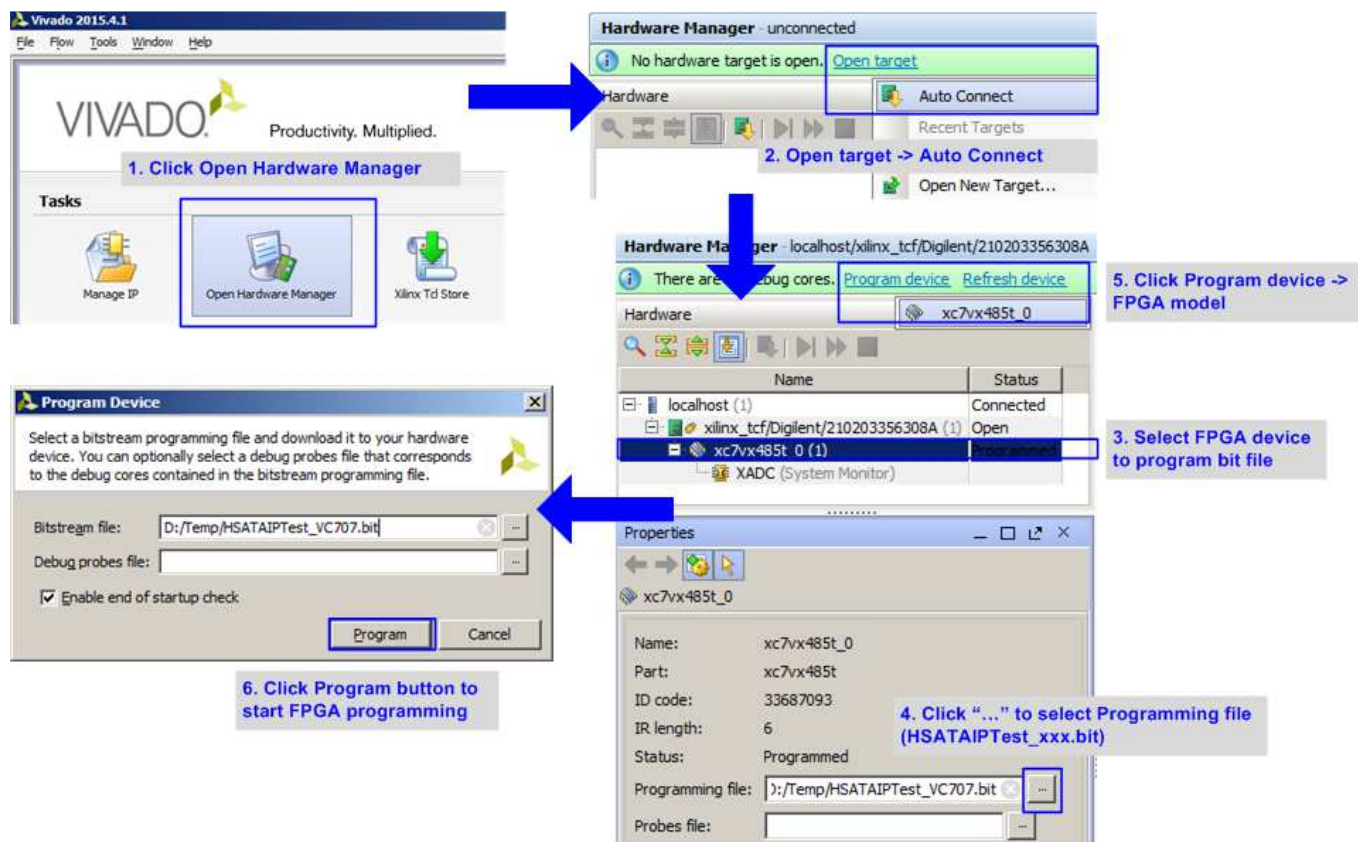 Vivado 2015.4.1
File Flow Tools Window Help
VIVADO. Productivity. Multiplied.
1. Click Open Hardware Manager
Tasks
Manage IP
Open Hardware Manager
Xilinx Tcl Store
Hardware Manager - unconnected
No hardware target is open. Open target
Hardware
Auto Connect
Recent Targets
2. Open target -> Auto Connect
Open New Target...
Hardware Manager - localhost/xilinx_tcf/Digilent/210203356308A
There are debug cores. Program device Refresh device
Hardware
xc7vx485t_0
5. Click Program device ->
FPGA model
Name Status
localhost (1) Connected
xilinx_tcf/Digilent/210203356308A (1) Open
xc7vx485t_0 (1) Programmed
XADC (System Monitor)
3. Select FPGA device
to program bit file
Properties
xc7vx485t_0
Name: xc7vx485t_0
Part: xc7vx485t
ID code: 33687093
IR length: 6
Status: Programmed
Programming file: D:/Temp/HSATAIPTest_VC707.bit ...
Probes file: ...
4. Click “...” to select Programming file
(HSATAIPTest_xxx.bit)
Program Device
Select a bitstream programming file and download it to your hardware
device. You can optionally select a debug probes file that corresponds
to the debug cores contained in the bitstream programming file.
Bitstream file: D:/Temp/HSATAIPTest_VC707.bit ...
Debug probes file: ...
Enable end of startup check
Program Cancel
6. Click Program button to
start FPGA programming